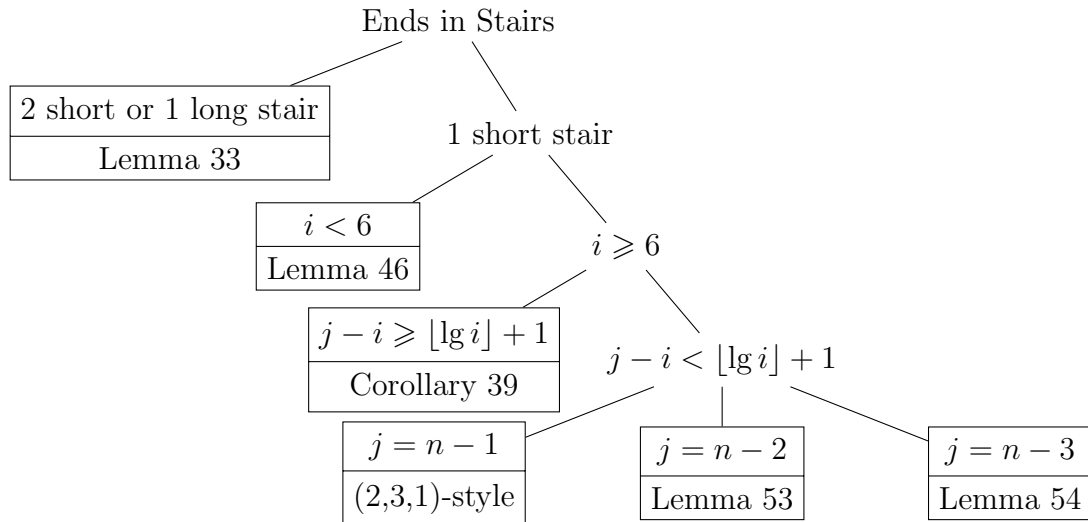 Ends in Stairs
2 short or 1 long stair
Lemma 33
1 short stair
i < 6
Lemma 46
i ⩾ 6
j − i ⩾ ⌊lg i⌋ + 1
Corollary 39
j − i < ⌊lg i⌋ + 1
j = n − 1
(2,3,1)-style
j = n − 2
Lemma 53
j = n − 3
Lemma 54